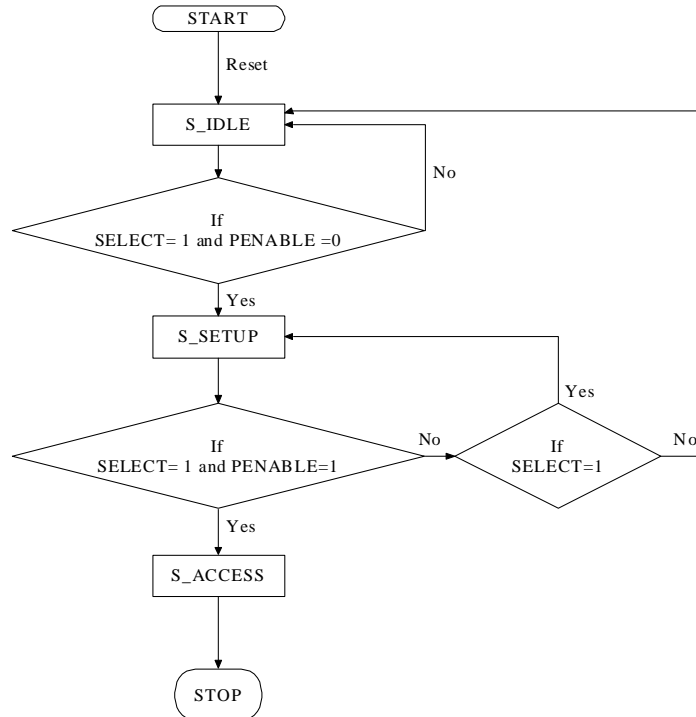 START
Reset
S_IDLE
No
If
SELECT= 1 and PENABLE =0
Yes
S_SETUP
Yes
If
SELECT= 1 and PENABLE=1
No
If
SELECT=1
No
Yes
S_ACCESS
STOP